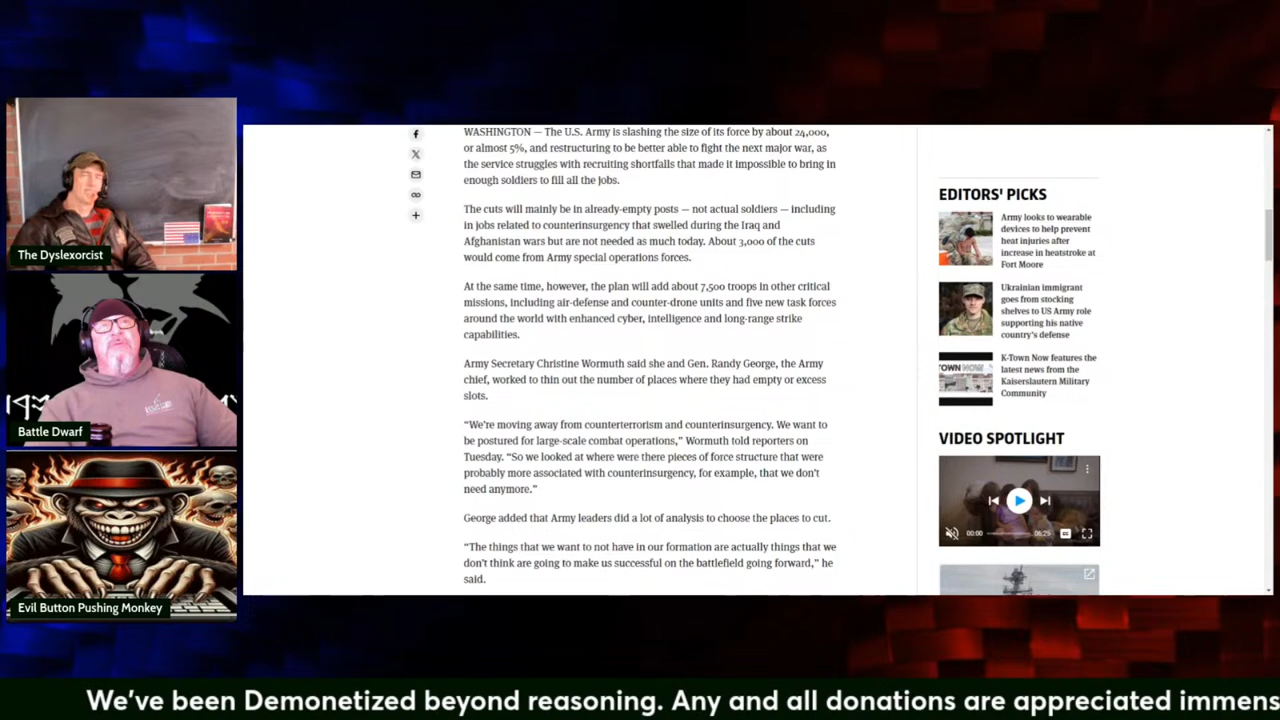 The Dyslexorcist
Battle Dwarf
Evil Button Pushing Monkey
WASHINGTON — The U.S. Army is slashing the size of its force by about 24,000,
or almost 5%, and restructuring to be better able to fight the next major war, as
the service struggles with recruiting shortfalls that made it impossible to bring in
enough soldiers to fill all the jobs.
The cuts will mainly be in already-empty posts — not actual soldiers — including
in jobs related to counterinsurgency that swelled during the Iraq and
Afghanistan wars but are not needed as much today. About 3,000 of the cuts
would come from Army special operations forces.
At the same time, however, the plan will add about 7,500 troops in other critical
missions, including air-defense and counter-drone units and five new task forces
around the world with enhanced cyber, intelligence and long-range strike
capabilities.
Army Secretary Christine Wormuth said she and Gen. Randy George, the Army
chief, worked to thin out the number of places where they had empty or excess
slots.
“We’re moving away from counterterrorism and counterinsurgency. We want to
be postured for large-scale combat operations,” Wormuth told reporters on
Tuesday. “So we looked at where were there pieces of force structure that were
probably more associated with counterinsurgency, for example, that we don’t
need anymore.”
George added that Army leaders did a lot of analysis to choose the places to cut.
“The things that we want to not have in our formation are actually things that we
don’t think are going to make us successful on the battlefield going forward,” he
said.
EDITORS' PICKS
Army looks to wearable
devices to help prevent
heat injuries after
increase in heatstroke at
Fort Moore
Ukrainian immigrant
goes from stocking
shelves to US Army role
supporting his native
country’s defense
OWN NOW
K-Town Now features the
latest news from the
Kaiserslautern Military
Community
VIDEO SPOTLIGHT
00:00
06:25
We've been Demonetized beyond reasoning. Any and all donations are appreciated immens